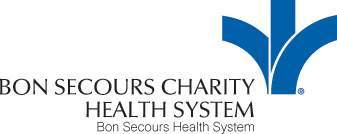 BON SECOURS CHARITY
HEALTH SYSTEM
®
Bon Secours Health System